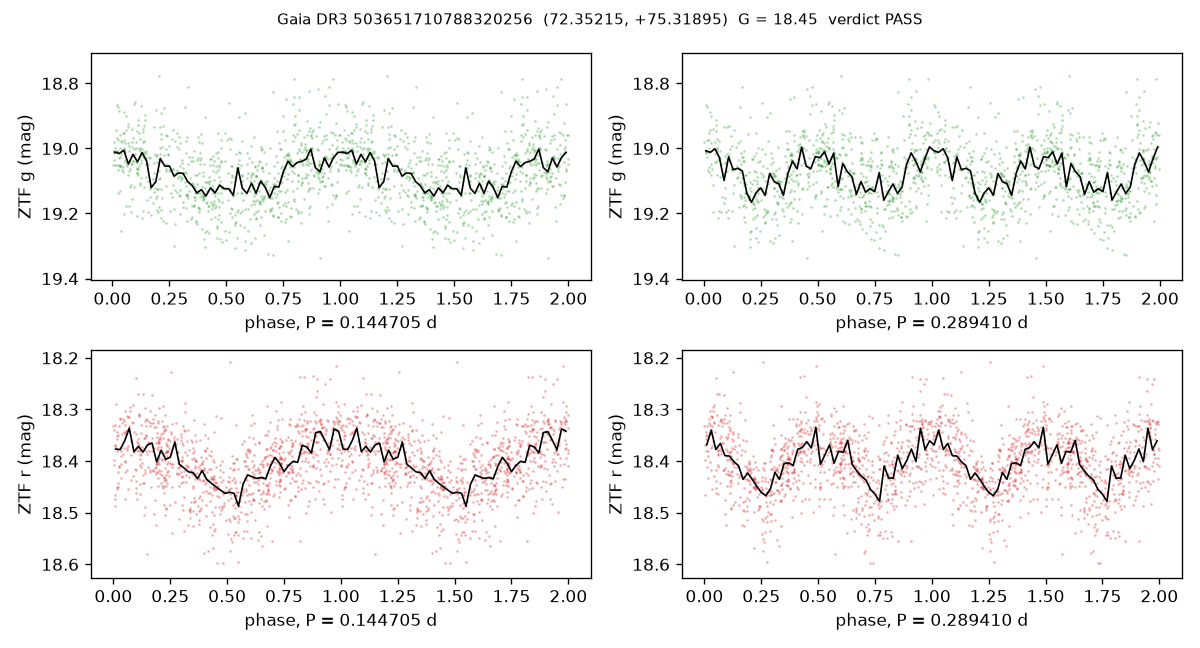 Gaia DR3 503651710788320256 (72.35215, +75.31895) G = 18.45 verdict PASS
ZTF g (mag)
18.8
19.0
19.2
19.4
0.00 0.25 0.50 0.75 1.00 1.25 1.50 1.75 2.00
phase, P = 0.144705 d
ZTF g (mag)
18.8
19.0
19.2
19.4
0.00 0.25 0.50 0.75 1.00 1.25 1.50 1.75 2.00
phase, P = 0.289410 d
ZTF r (mag)
18.2
18.3
18.4
18.5
18.6
0.00 0.25 0.50 0.75 1.00 1.25 1.50 1.75 2.00
phase, P = 0.144705 d
ZTF r (mag)
18.2
18.3
18.4
18.5
18.6
0.00 0.25 0.50 0.75 1.00 1.25 1.50 1.75 2.00
phase, P = 0.289410 d